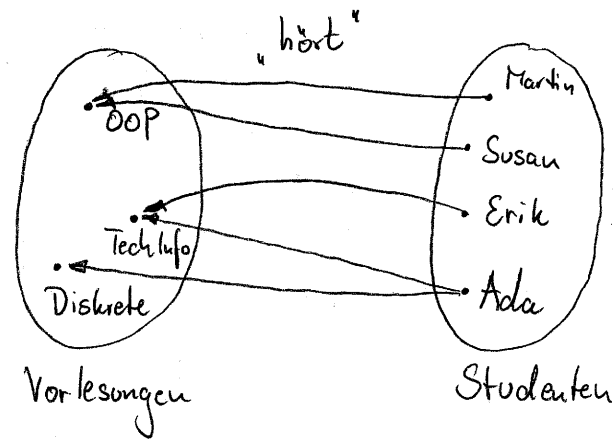 „hört“
Martin
OOP
Susan
Erik
TechInfo
Ada
Diskrete
Vorlesungen
Studenten